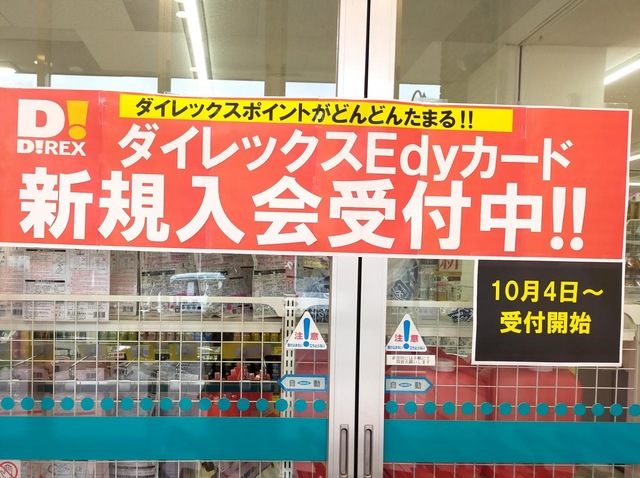 ダイレックスポイントがどんどんたまる!!
D!
D!REX
ダイレックスEdyカード
新規入会受付中!!
10月4日~
受付開始
注意
注意
自動
自動